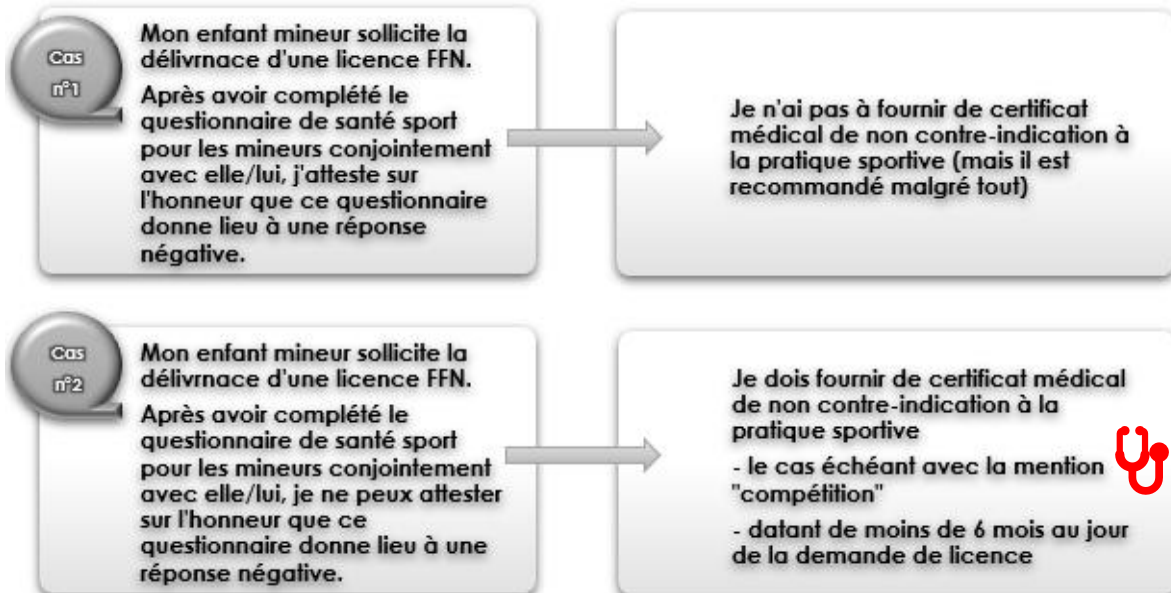 Cas
n°1
Mon enfant mineur sollicite la
délivrnace d'une licence FFN.
Après avoir complété le
questionnaire de santé sport
pour les mineurs conjointement
avec elle/lui, j'atteste sur
l'honneur que ce questionnaire
donne lieu à une réponse
négative.
Je n'ai pas à fournir de certificat
médical de non contre-indication à
la pratique sportive (mais il est
recommandé malgré tout)
Cas
n°2
Mon enfant mineur sollicite la
délivrnace d'une licence FFN.
Après avoir complété le
questionnaire de santé sport
pour les mineurs conjointement
avec elle/lui, je ne peux attester
sur l'honneur que ce
questionnaire donne lieu à une
réponse négative.
Je dois fournir de certificat médical
de non contre-indication à la
pratique sportive
- le cas échéant avec la mention
"compétition"
- datant de moins de 6 mois au jour
de la demande de licence